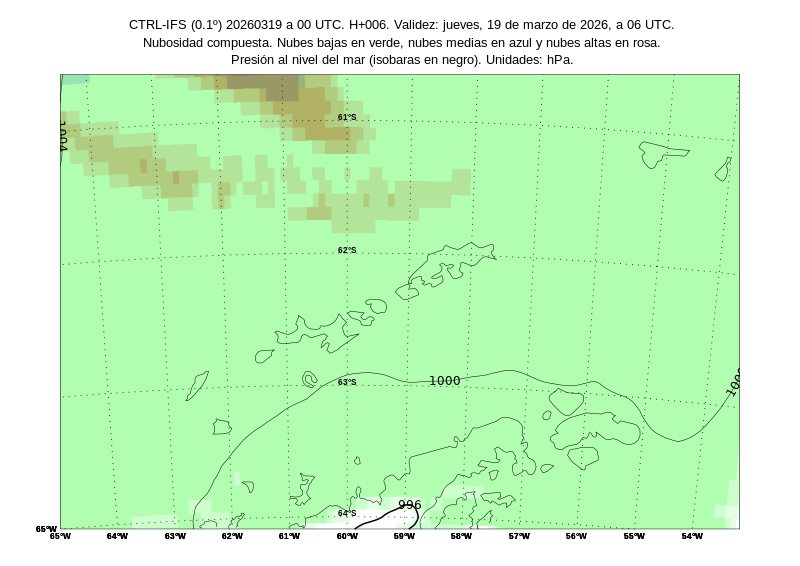 CTRL-IFS (0.1º) 20260319 a 00 UTC. H+006. Validez: jueves, 19 de marzo de 2026, a 06 UTC.
Nubosidad compuesta. Nubes bajas en verde, nubes medias en azul y nubes altas en rosa.
Presión al nivel del mar (isobaras en negro). Unidades: hPa.
61°S
62°S
63°S
1000
996
64°S
65°W
65°W 64°W 63°W 62°W 61°W 60°W 59°W 58°W 57°W 56°W 55°W 54°W